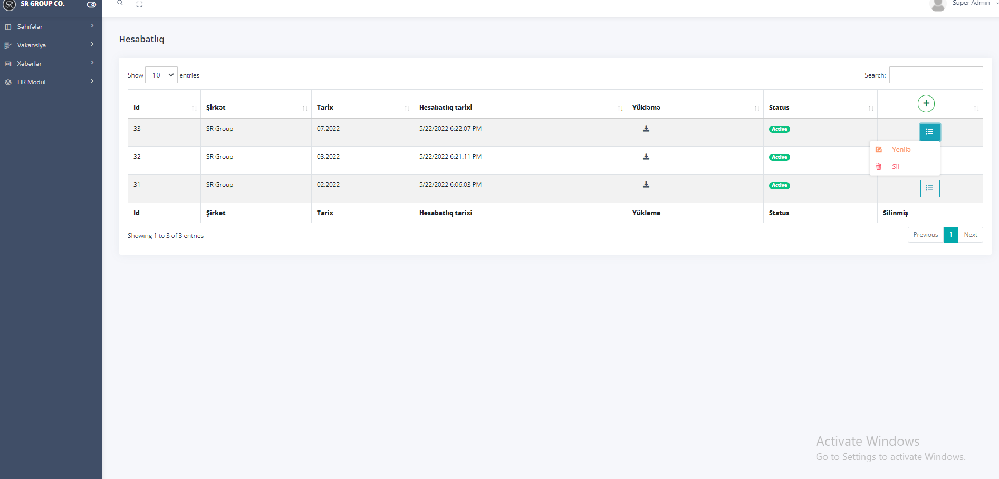 SR GROUP CO.
Super Admin
Səhifələr
Vakansiya
Xəbərlər
HR Modul
Hesabatlıq
Show 10 entries
Search:
Id Şirkət Tarix Hesabatlıq tarixi Yükləmə Status
33 SR Group 07.2022 5/22/2022 6:22:07 PM Active
Yenilə
Sil
32 SR Group 03.2022 5/22/2022 6:21:11 PM Active
31 SR Group 02.2022 5/22/2022 6:06:03 PM Active
Id Şirkət Tarix Hesabatlıq tarixi Yükləmə Status Silinmiş
Showing 1 to 3 of 3 entries
Previous 1 Next
Activate Windows
Go to Settings to activate Windows.